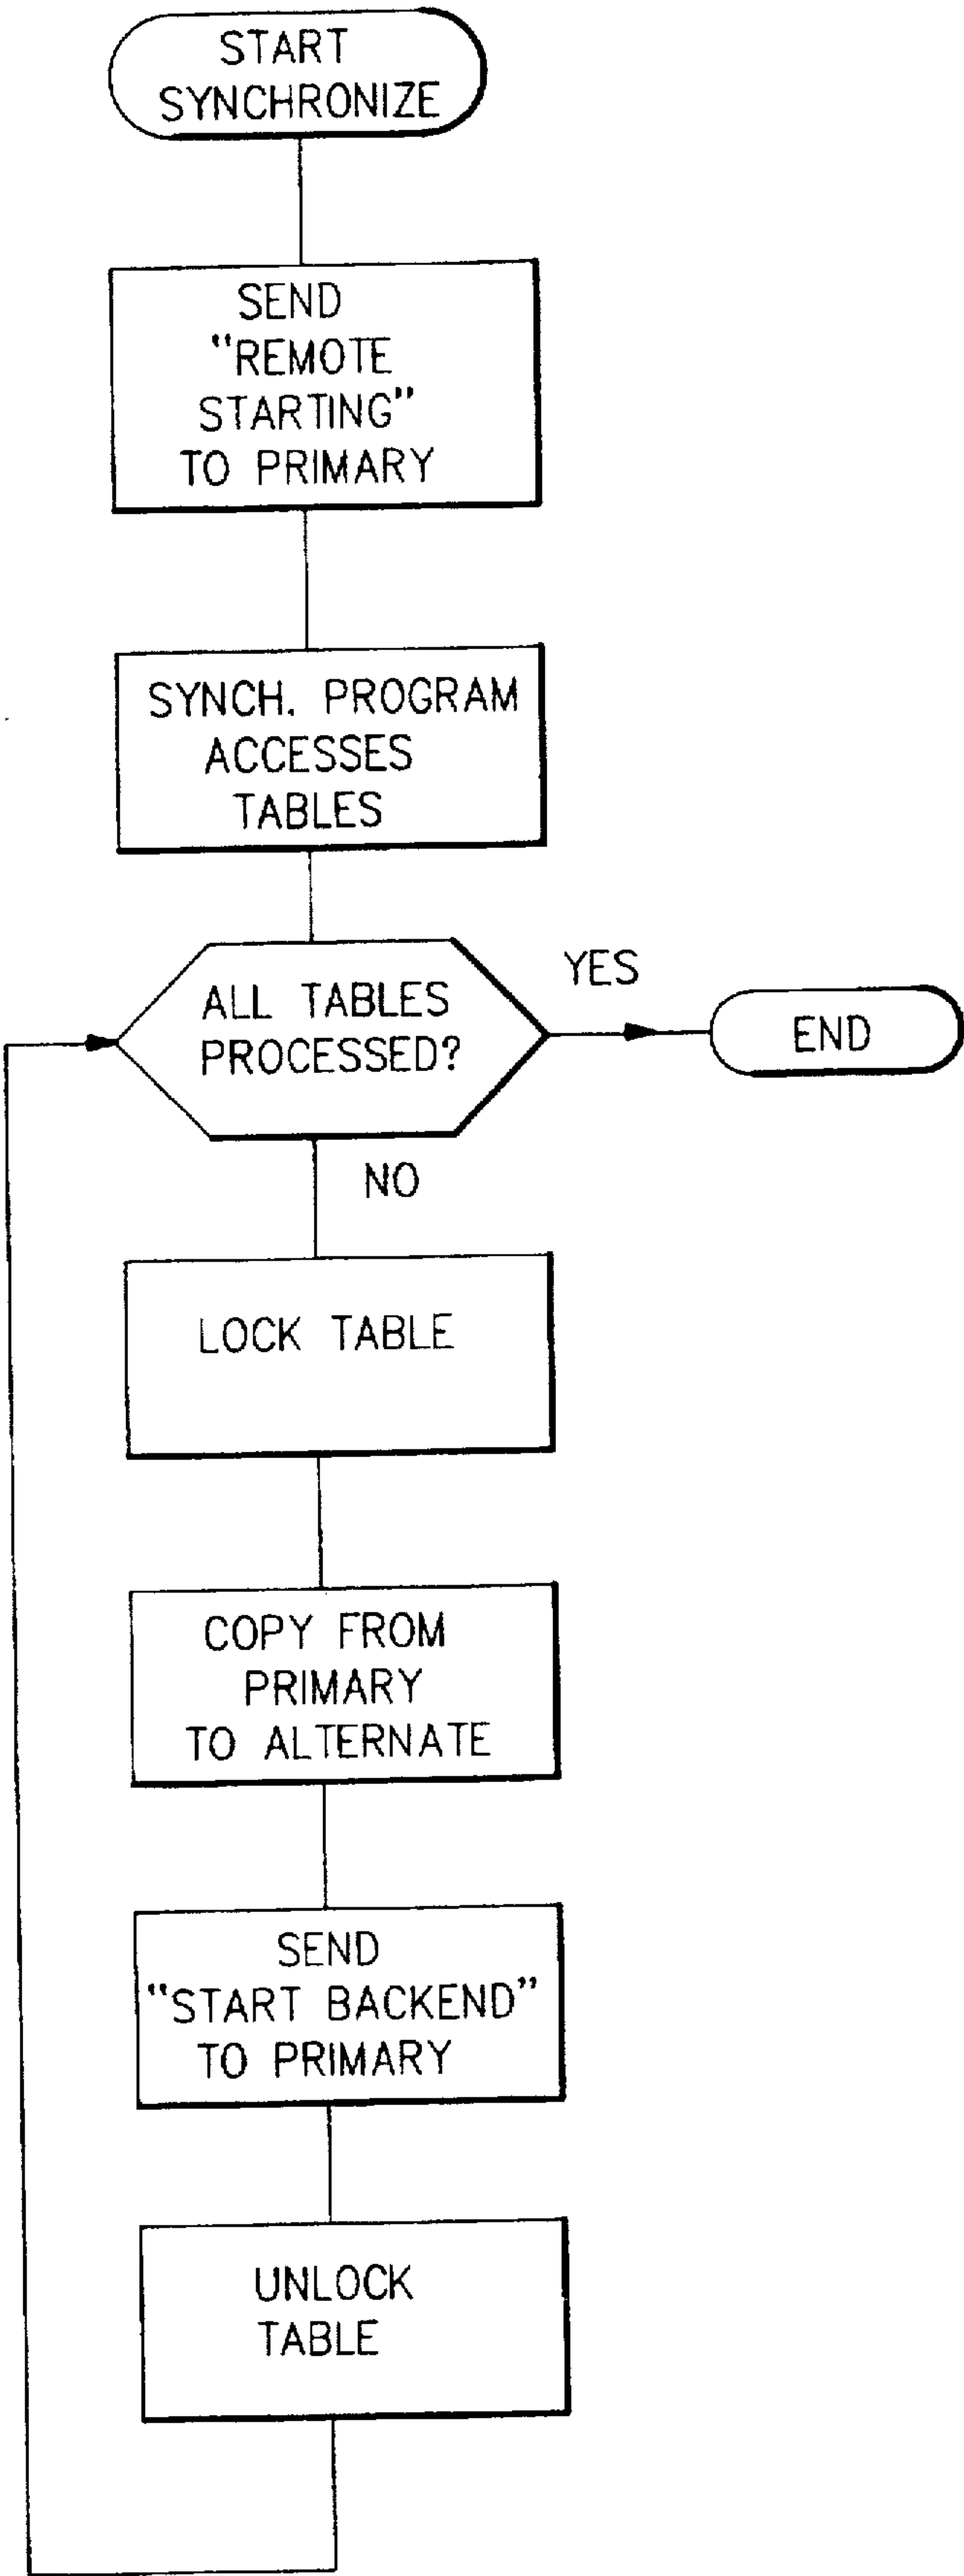 START
SYNCHRONIZE
SEND
"REMOTE
STARTING"
TO PRIMARY
SYNCH. PROGRAM
ACCESSES
TABLES
ALL TABLES
PROCESSED?
YES
END
NO
LOCK TABLE
COPY FROM
PRIMARY
TO ALTERNATE
SEND
"START BACKEND"
TO PRIMARY
UNLOCK
TABLE